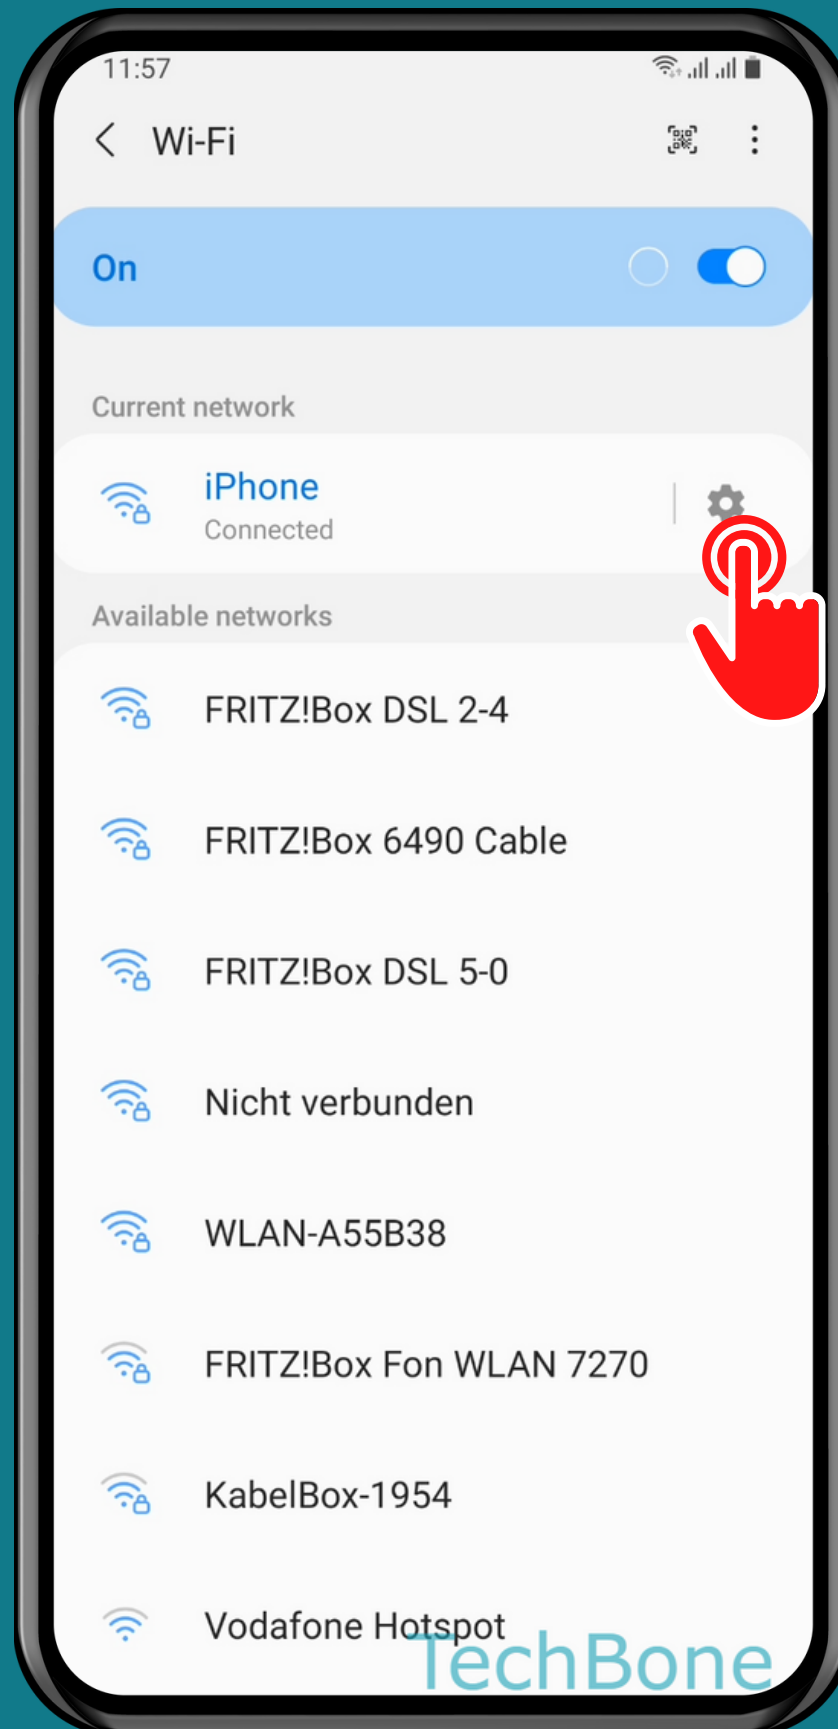 11:57
Wi-Fi
On
Current network
iPhone
Connected
Available networks
FRITZ!Box DSL 2-4
FRITZ!Box 6490 Cable
FRITZ!Box DSL 5-0
Nicht verbunden
WLAN-A55B38
FRITZ!Box Fon WLAN 7270
KabelBox-1954
Vodafone Hotspot
TechBone